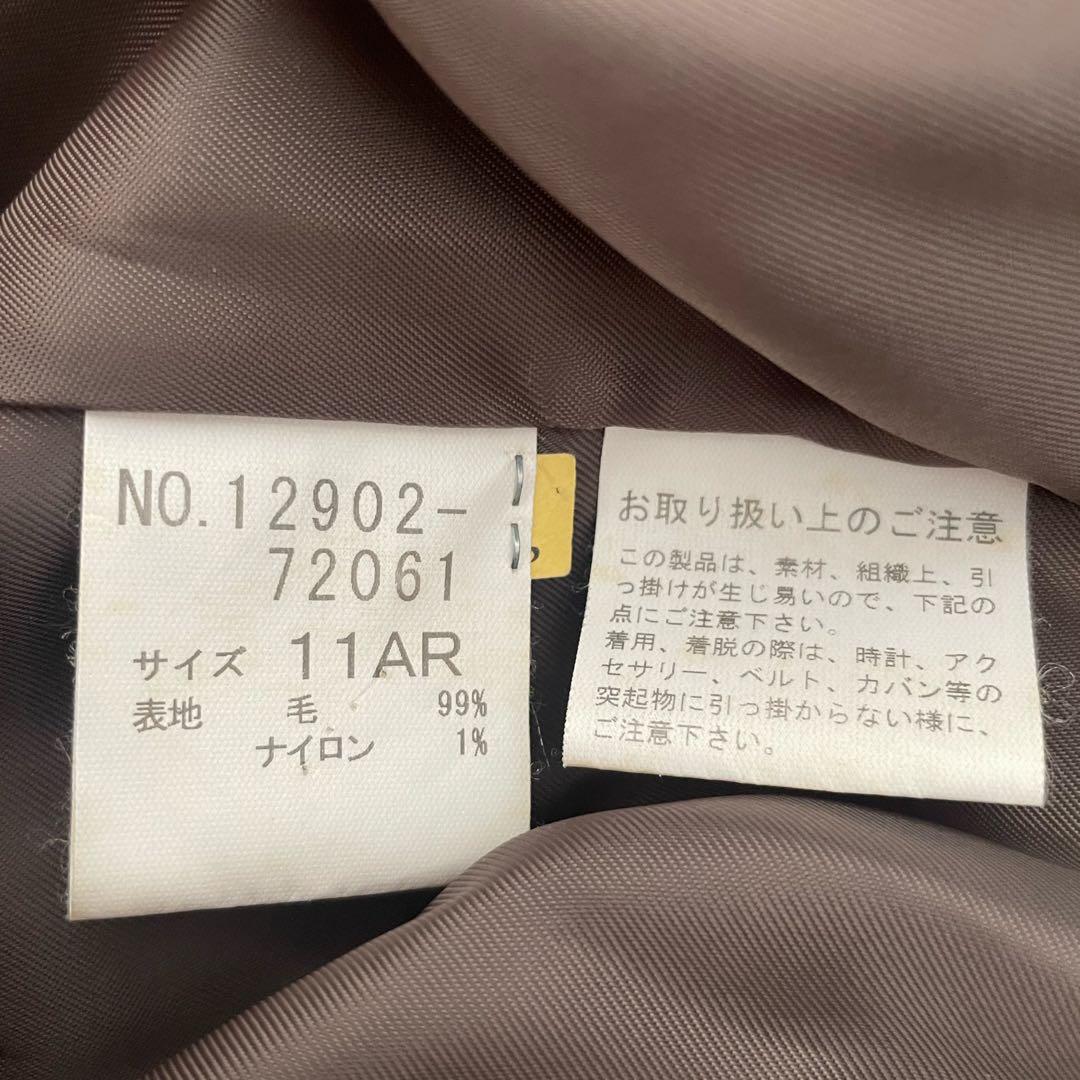 NO.12902-
72061
サイズ 11AR
表地 毛 99%
ナイロン 1%
お取り扱い上のご注意
この製品は、素材、組織上、引
っ掛けが生じ易いので、下記の
点にご注意下さい。
着用、着脱の際は、時計、アク
セサリー、ベルト、カバン等の
突起物に引っ掛からない様に、
ご注意下さい。